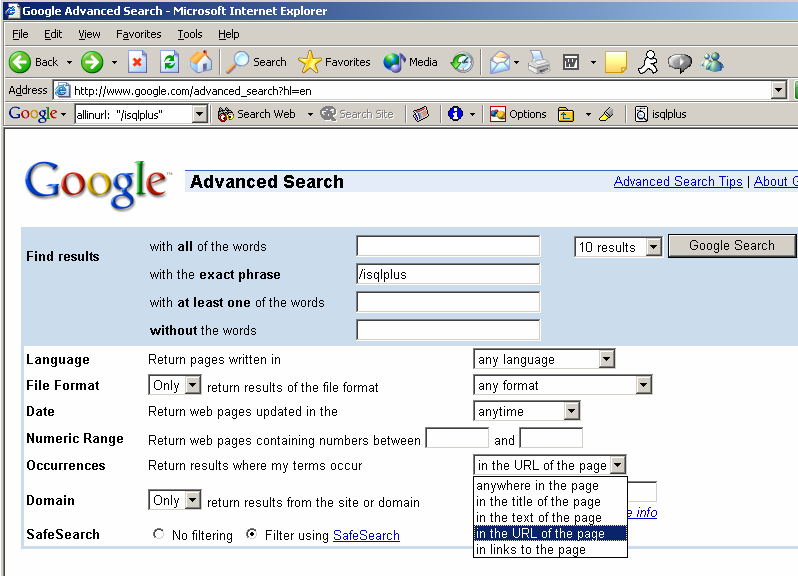 Google Advanced Search - Microsoft Internet Explorer
File Edit View Favorites Tools Help
Back Search Favorites Media
Address http://www.google.com/advanced_search?hl=en
Google allinurl: "/isqlplus" Search Web Search Site Options isqlplus
Google™ Advanced Search Advanced Search Tips | About G
Find results with all of the words 10 results Google Search
with the exact phrase /isqlplus
with at least one of the words
without the words
Language Return pages written in any language
File Format Only return results of the file format any format
Date Return web pages updated in the anytime
Numeric Range Return web pages containing numbers between and
Occurrences Return results where my terms occur in the URL of the page
anywhere in the page
Domain Only return results from the site or domain in the title of the page
in the text of the page e info
SafeSearch No filtering Filter using SafeSearch in the URL of the page
in links to the page